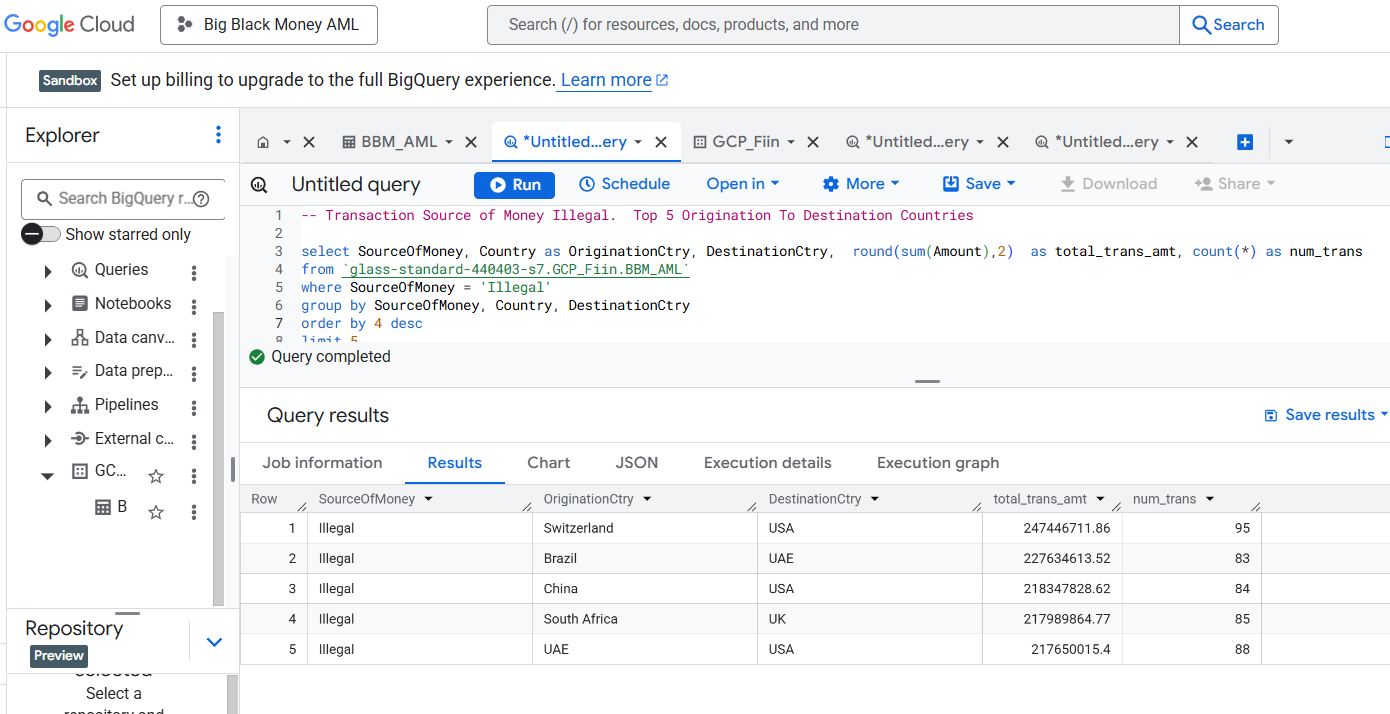 Google Cloud
Big Black Money AML
Search (/) for resources, docs, products, and more
Search
Sandbox Set up billing to upgrade to the full BigQuery experience. Learn more
Explorer
Search BigQuery r...
Show starred only
Queries
Notebooks
Data canv...
Data prep...
Pipelines
External c...
GC...
B
Repository
Preview
selected
Select a
repository and
BBM_AML
*Untitled...ery
GCP_Fiin
*Untitled...ery
*Untitled...ery
Untitled query
Run
Schedule
Open in
More
Save
Download
Share
1 -- Transaction Source of Money Illegal.  Top 5 Origination To Destination Countries
2
3 select SourceOfMoney, Country as OriginationCtry, DestinationCtry,  round(sum(Amount),2)  as total_trans_amt, count(*) as num_trans
4 from `glass-standard-440403-s7.GCP_Fiin.BBM_AML`
5 where SourceOfMoney = 'Illegal'
6 group by SourceOfMoney, Country, DestinationCtry
7 order by 4 desc
8 limit 5
Query completed
Query results
Save results
Job information
Results
Chart
JSON
Execution details
Execution graph
Row SourceOfMoney OriginationCtry DestinationCtry total_trans_amt num_trans
1 Illegal Switzerland USA 247446711.86 95
2 Illegal Brazil UAE 227634613.52 83
3 Illegal China USA 218347828.62 84
4 Illegal South Africa UK 217989864.77 85
5 Illegal UAE USA 217650015.4 88